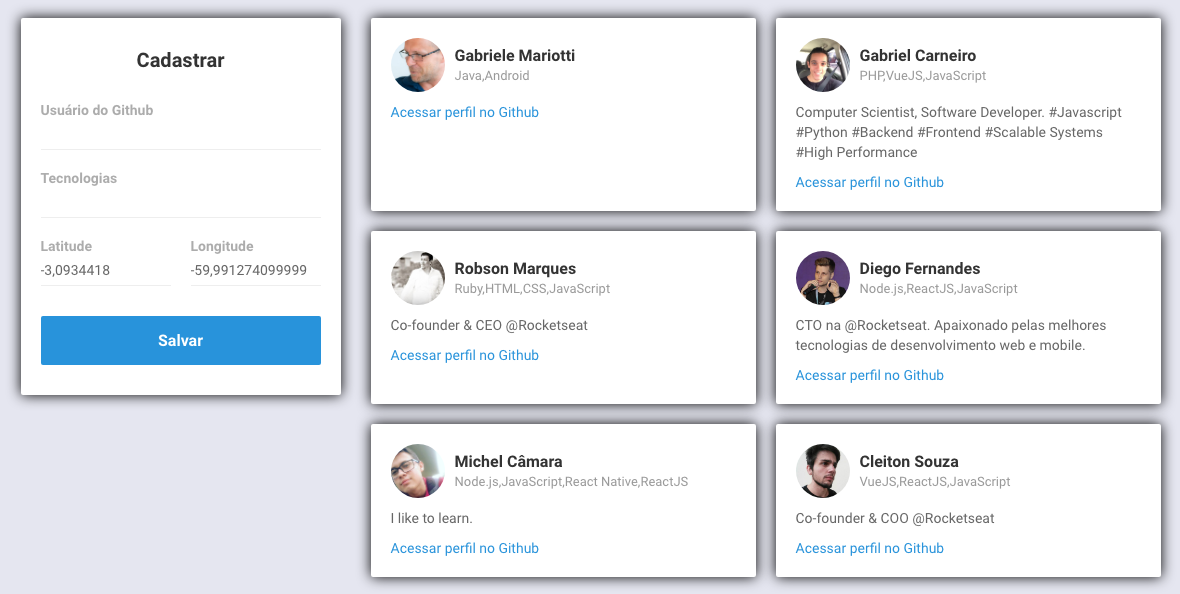 Cadastrar
Usuário do Github
Tecnologias
Latitude
Longitude
-3,0934418
-59,991274099999
Salvar
Gabriele Mariotti
Java,Android
Acessar perfil no Github
Gabriel Carneiro
PHP,VueJS,JavaScript
Computer Scientist, Software Developer. #Javascript
#Python #Backend #Frontend #Scalable Systems
#High Performance
Acessar perfil no Github
Robson Marques
Ruby,HTML,CSS,JavaScript
Co-founder & CEO @Rocketseat
Acessar perfil no Github
Diego Fernandes
Node.js,ReactJS,JavaScript
CTO na @Rocketseat. Apaixonado pelas melhores
tecnologias de desenvolvimento web e mobile.
Acessar perfil no Github
Michel Câmara
Node.js,JavaScript,React Native,ReactJS
I like to learn.
Acessar perfil no Github
Cleiton Souza
VueJS,ReactJS,JavaScript
Co-founder & COO @Rocketseat
Acessar perfil no Github